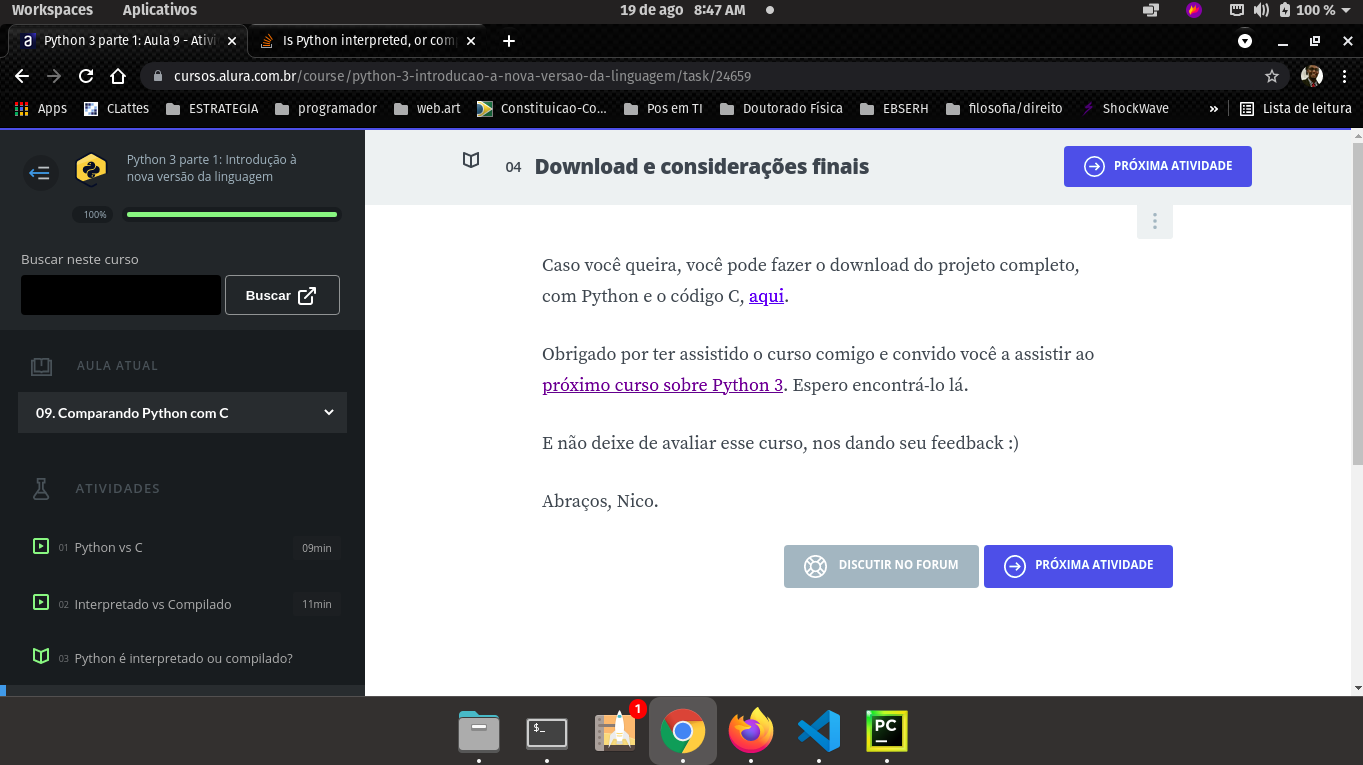 Workspaces Aplicativos 19 de ago 8:47 AM 100 %
Python 3 parte 1: Aula 9 - Ativi Is Python interpreted, or comp
cursos.alura.com.br/course/python-3-introducao-a-nova-versao-da-linguagem/task/24659
Apps CLattes ESTRATEGIA programador web.art Constituicao-Co... Pos em TI Doutorado Física EBSERH filosofia/direito ShockWave » Lista de leitura
Python 3 parte 1: Introdução à
nova versão da linguagem
100%
Buscar neste curso
Buscar
AULA ATUAL
09. Comparando Python com C
ATIVIDADES
01 Python vs C 09min
02 Interpretado vs Compilado 11min
03 Python é interpretado ou compilado?
04 Download e considerações finais
PRÓXIMA ATIVIDADE
Caso você queira, você pode fazer o download do projeto completo,
com Python e o código C, aqui.
Obrigado por ter assistido o curso comigo e convido você a assistir ao
próximo curso sobre Python 3. Espero encontrá-lo lá.
E não deixe de avaliar esse curso, nos dando seu feedback :)
Abraços, Nico.
DISCUTIR NO FORUM PRÓXIMA ATIVIDADE
$_
1
PC